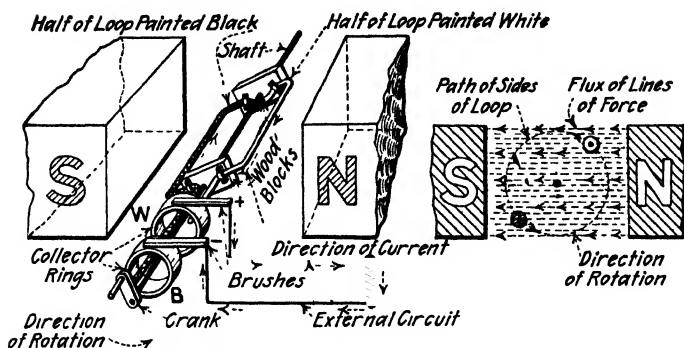 Half of Loop Painted Black
Half of Loop Painted White
Shaft
Path of Sides
of Loop
Flux of Lines
of Force
Wood
Blocks
S
N
S
N
W
+
-
Collector
Rings
B
Direction of Current
Brushes
Direction
of Rotation
Crank
External Circuit
Direction
of Rotation